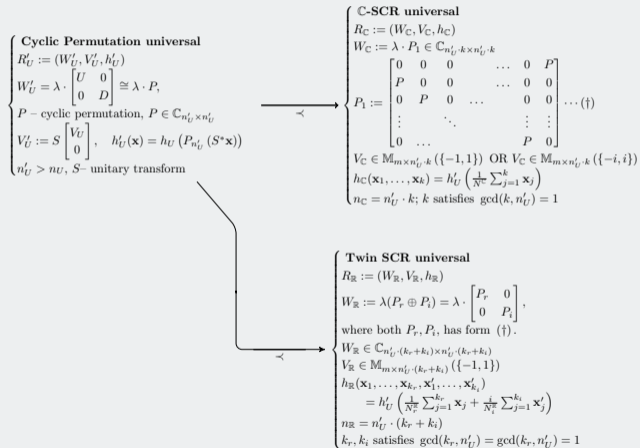 Cyclic Permutation universal
R′_U := (W′_U, V′_U, h′_U)
W′_U = λ · [U 0; 0 D] ≅ λ · P,
P – cyclic permutation, P ∈ ℂ_{n′_U×n′_U}
V′_U := S [V_U; 0], h′_U(x) = h_U (P_{n′_U} (S*x))
n′_U > n_U, S– unitary transform
≺
ℂ-SCR universal
R_ℂ := (W_ℂ, V_ℂ, h_ℂ)
W_ℂ := λ · P_1 ∈ ℂ_{n′_U·k×n′_U·k}
P_1 := [0 0 0 … 0 P; P 0 0 … 0 0; 0 P 0 … 0 0; ⋮ ⋱ ⋮ ⋮; 0 … P 0] ⋯ (†)
V_ℂ ∈ 𝕄_{m×n′_U·k} ({−1, 1}) OR V_ℂ ∈ 𝕄_{m×n′_U·k} ({−i, i})
h_ℂ(x_1, …, x_k) = h′_U (1/N^ℂ ∑_{j=1}^{k} x_j)
n_ℂ = n′_U · k; k satisfies gcd(k, n′_U) = 1
≺
Twin SCR universal
R_ℝ := (W_ℝ, V_ℝ, h_ℝ)
W_ℝ := λ(P_r ⊕ P_i) = λ · [P_r 0; 0 P_i],
where both P_r, P_i, has form (†).
W_ℝ ∈ ℂ_{n′_U·(k_r+k_i)×n′_U·(k_r+k_i)}
V_ℝ ∈ 𝕄_{m×n′_U·(k_r+k_i)} ({−1, 1})
h_ℝ(x_1, …, x_{k_r}, x′_1, …, x′_{k_i})
= h′_U (1/N_r^ℝ ∑_{j=1}^{k_r} x_j + i/N_i^ℝ ∑_{j=1}^{k_i} x′_j)
n_ℝ = n′_U · (k_r + k_i)
k_r, k_i satisfies gcd(k_r, n′_U) = gcd(k_r, n′_U) = 1